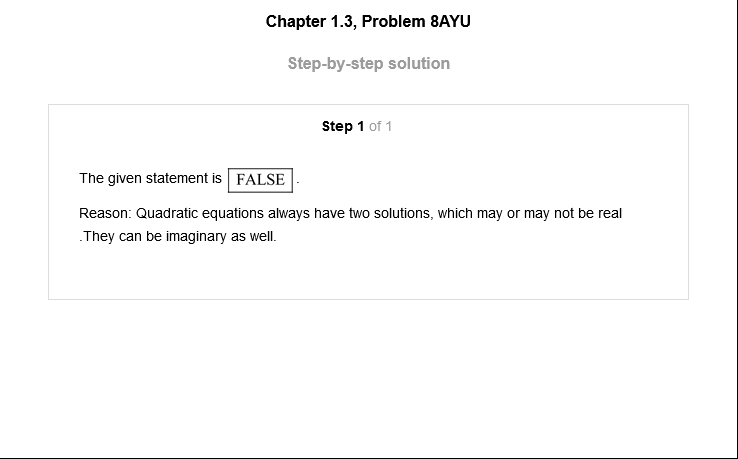 Chapter 1.3, Problem 8AYU
Step-by-step solution
Step 1 of 1
The given statement is FALSE .
Reason: Quadratic equations always have two solutions, which may or may not be real
.They can be imaginary as well.